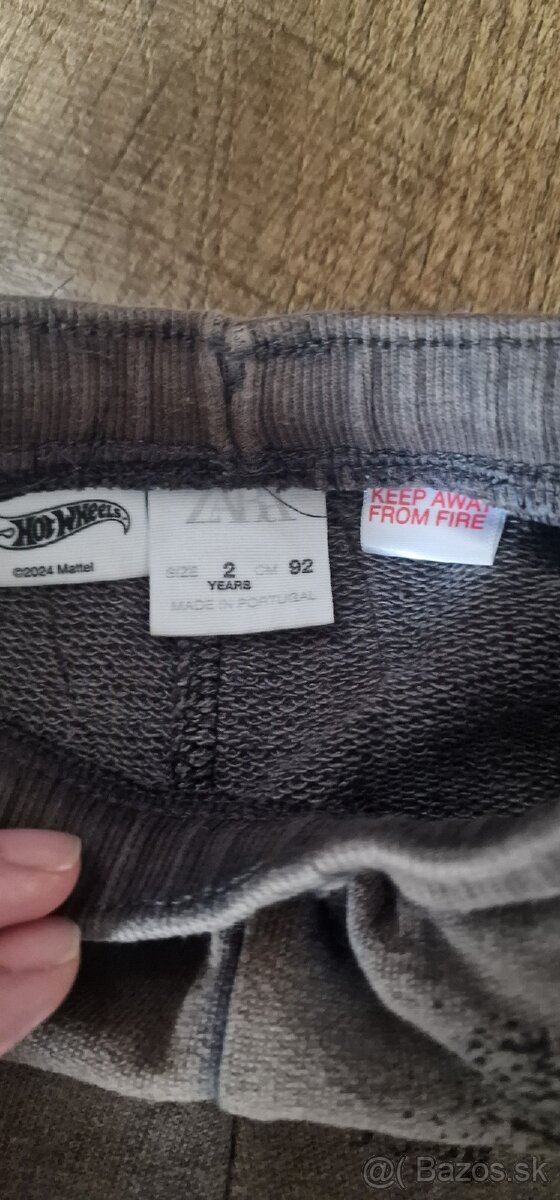 HOT WHEELS
©2024 Mattel
ZARA
SIZE 2 CM 92
YEARS
MADE IN PORTUGAL
KEEP AWAY
FROM FIRE
@( Bazos.sk